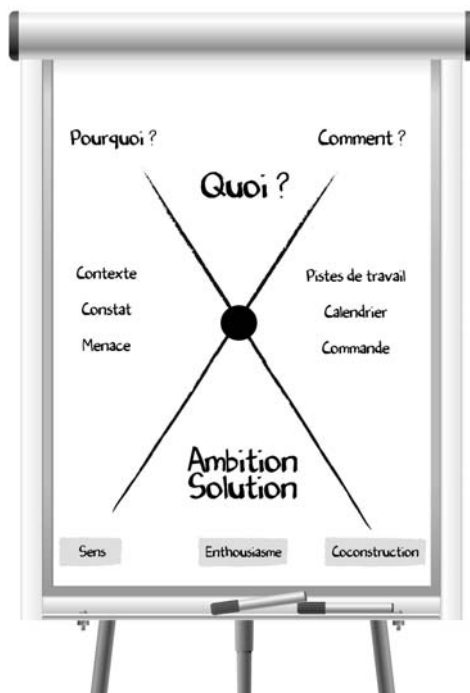 Pourquoi ?
Comment ?
Quoi ?
Contexte
Constat
Menace
Pistes de travail
Calendrier
Commande
Ambition
Solution
Sens
Enthousiasme
Coconstruction